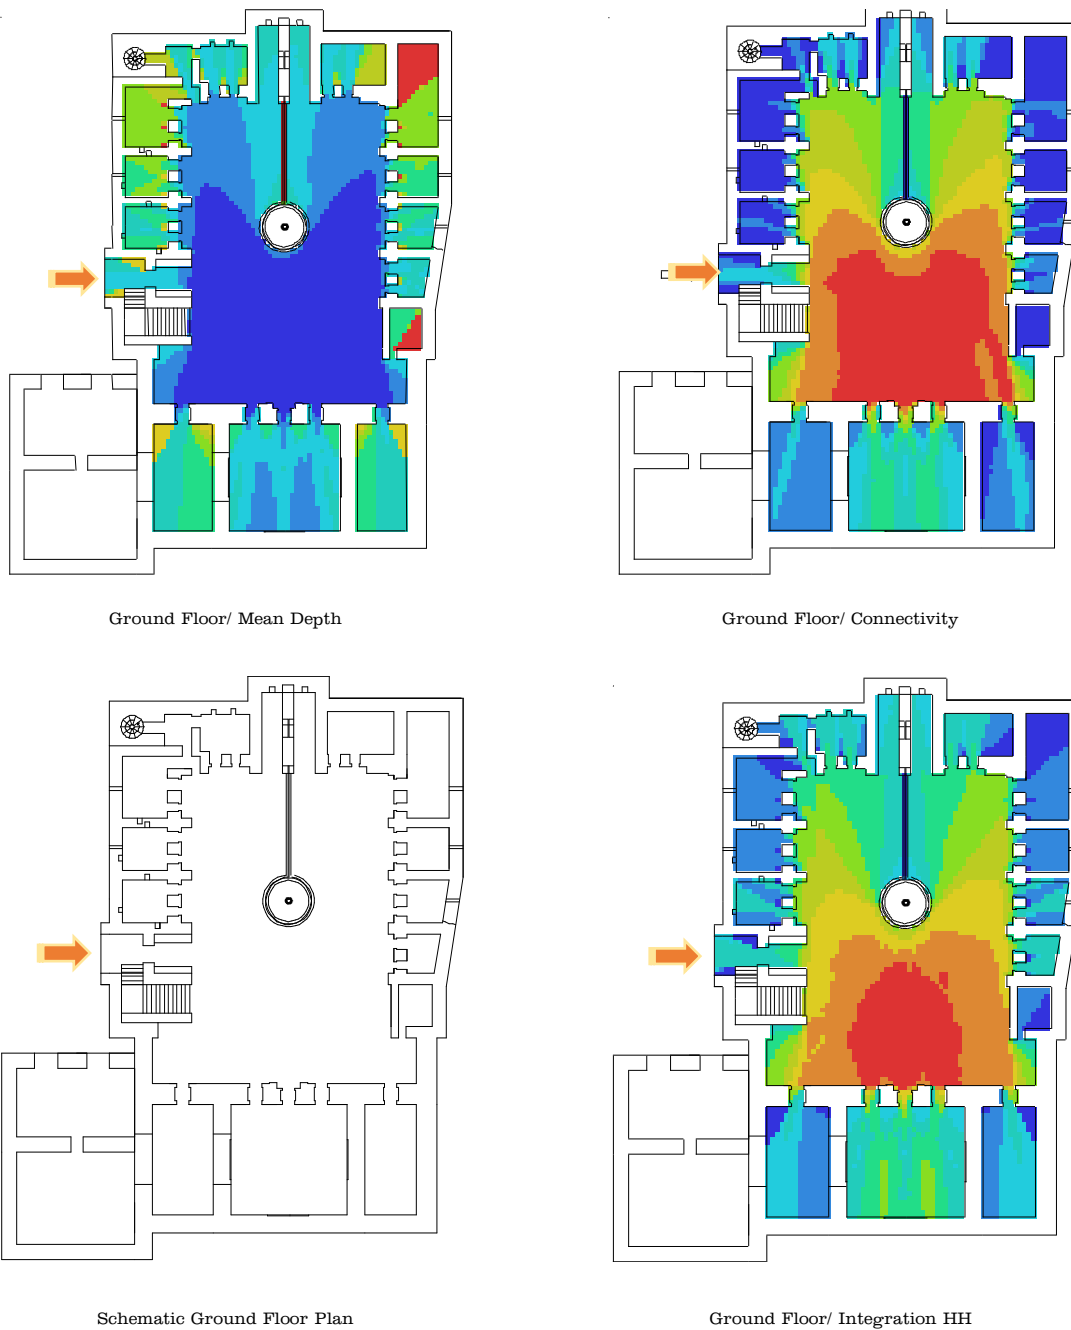 Ground Floor/ Mean Depth
Ground Floor/ Connectivity
Schematic Ground Floor Plan
Ground Floor/ Integration HH